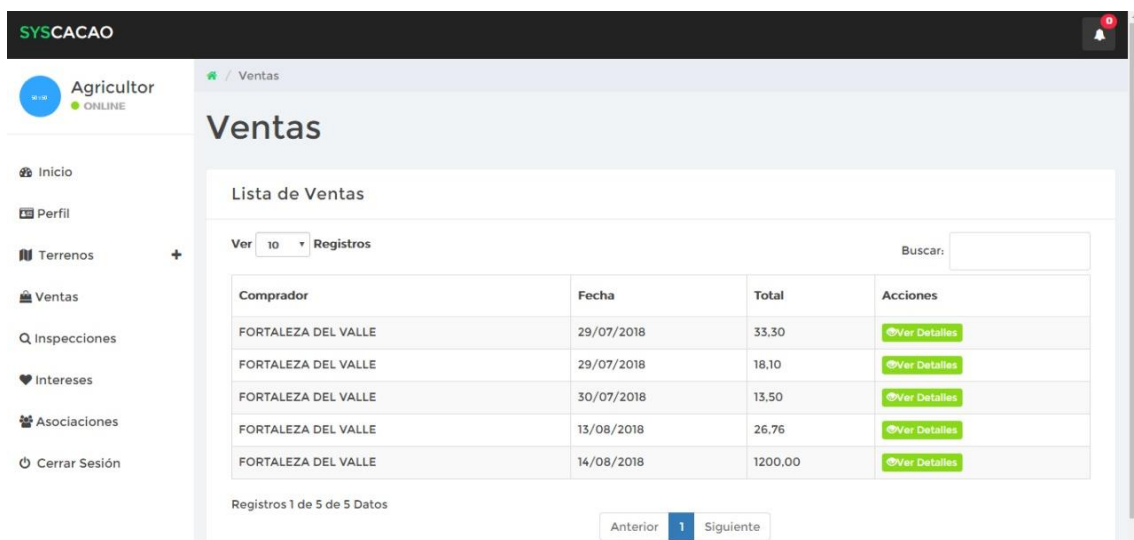 SYSCACAO
0
Agricultor
ONLINE
Inicio
Perfil
Terrenos
Ventas
Inspecciones
Intereses
Asociaciones
Cerrar Sesión
/ Ventas
Ventas
Lista de Ventas
Ver 10 Registros
Buscar:
Comprador Fecha Total Acciones
FORTALEZA DEL VALLE 29/07/2018 33,30 Ver Detalles
FORTALEZA DEL VALLE 29/07/2018 18,10 Ver Detalles
FORTALEZA DEL VALLE 30/07/2018 13,50 Ver Detalles
FORTALEZA DEL VALLE 13/08/2018 26,76 Ver Detalles
FORTALEZA DEL VALLE 14/08/2018 1200,00 Ver Detalles
Registros 1 de 5 de 5 Datos
Anterior 1 Siguiente